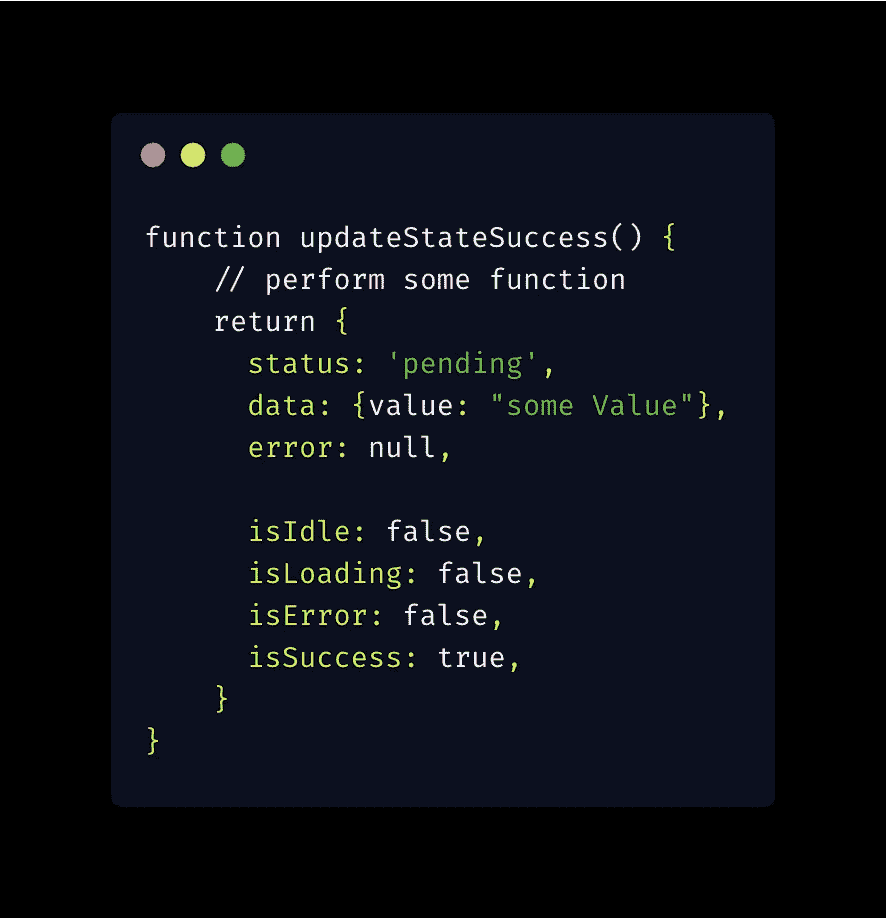 function updateStateSuccess() {
    // perform some function
    return {
      status: 'pending',
      data: {value: "some Value"},
      error: null,

      isIdle: false,
      isLoading: false,
      isError: false,
      isSuccess: true,
    }
}